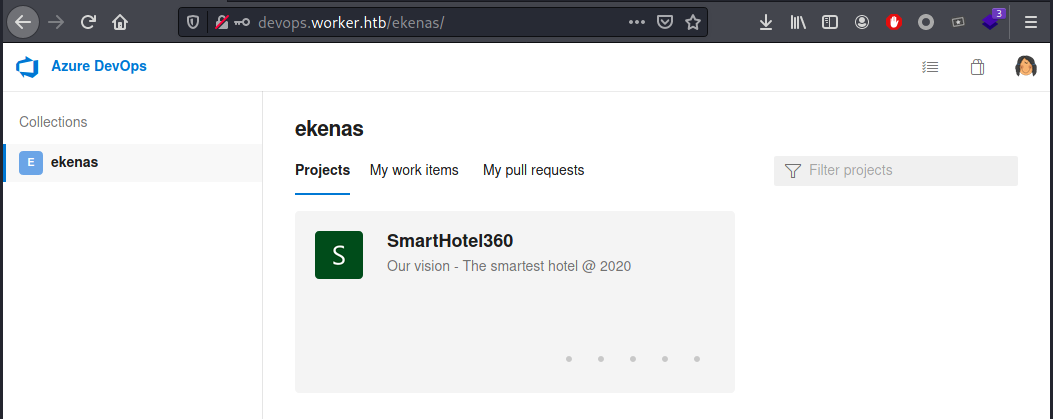 devops.worker.htb/ekenas/
3
Azure DevOps
Collections
E ekenas
ekenas
Projects My work items My pull requests
Filter projects
S
SmartHotel360
Our vision - The smartest hotel @ 2020